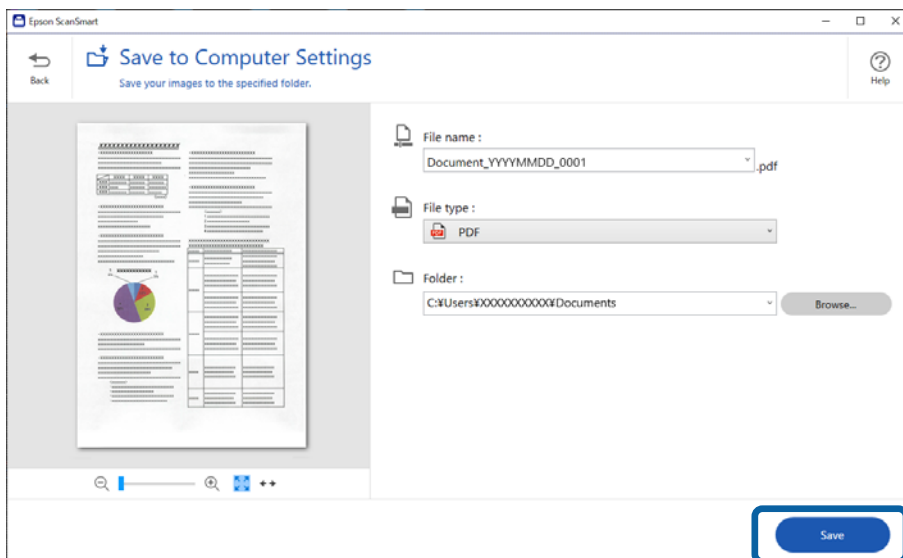 Epson ScanSmart
Back
Save to Computer Settings
Save your images to the specified folder.
Help
File name :
Document_YYYYMMDD_0001
.pdf
File type :
PDF
Folder :
C:¥Users¥XXXXXXXXXX¥Documents
Browse...
Save